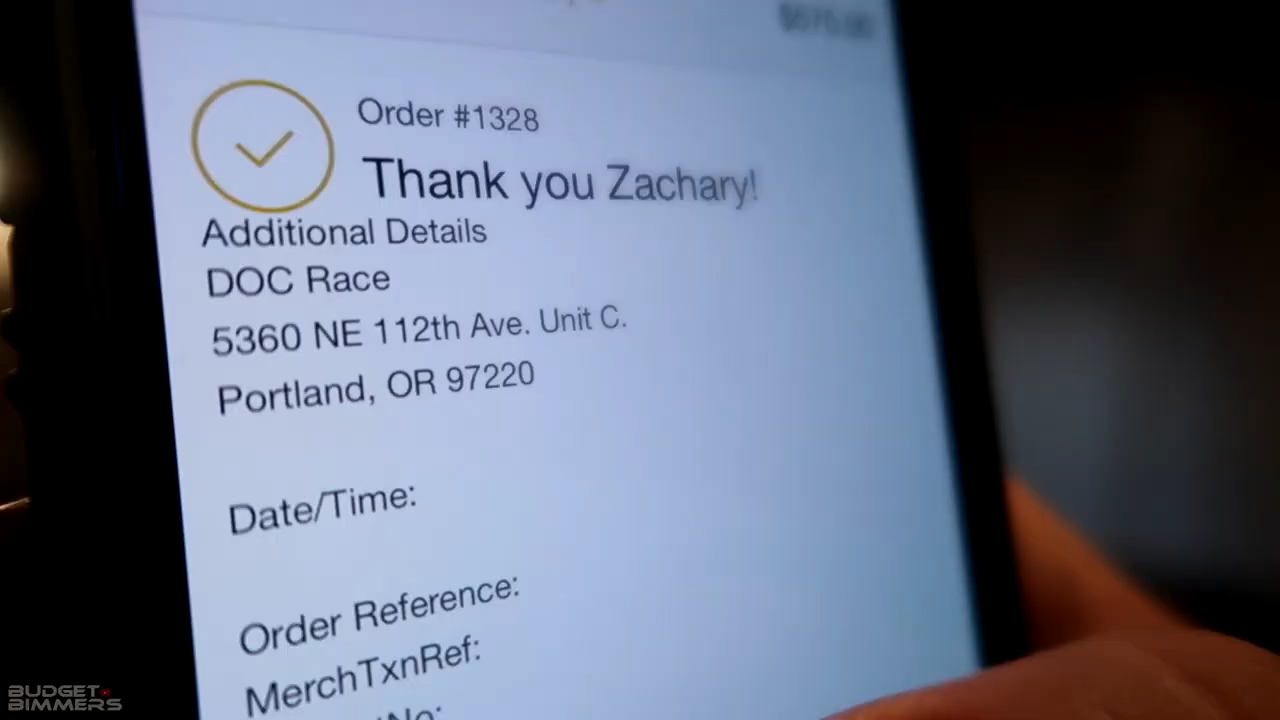 Order #1328
Thank you Zachary!
Additional Details
DOC Race
5360 NE 112th Ave. Unit C.
Portland, OR 97220
Date/Time:
Order Reference:
MerchTxnRef:
No:
BUDGET
BIMMERS